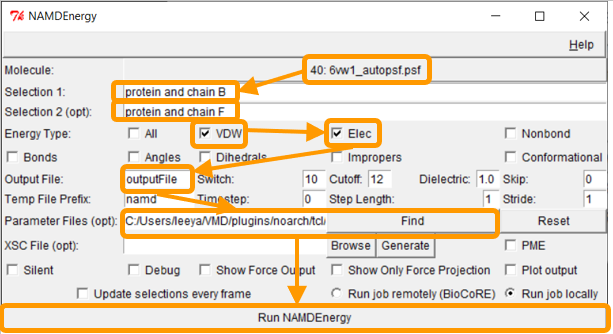 NAMDEnergy
Help
Molecule: 40: 6vw1_autopsf.psf
Selection 1: protein and chain B
Selection 2 (opt): protein and chain F
Energy Type: All VDW Elec Nonbond
Bonds Angles Dihedrals Impropers Conformational
Output File: outputFile Switch: 10 Cutoff: 12 Dielectric: 1.0 Skip: 0
Temp File Prefix: namd Timestep: 0 Step Length: 1 Stride: 1
Parameter Files (opt): C:/Users/leeya/VMD/plugins/noarch/tcl/ Find Reset
XSC File (opt): Browse Generate PME
Silent Debug Show Force Output Show Only Force Projection Plot output
Update selections every frame Run job remotely (BioCoRE) Run job locally
Run NAMDEnergy